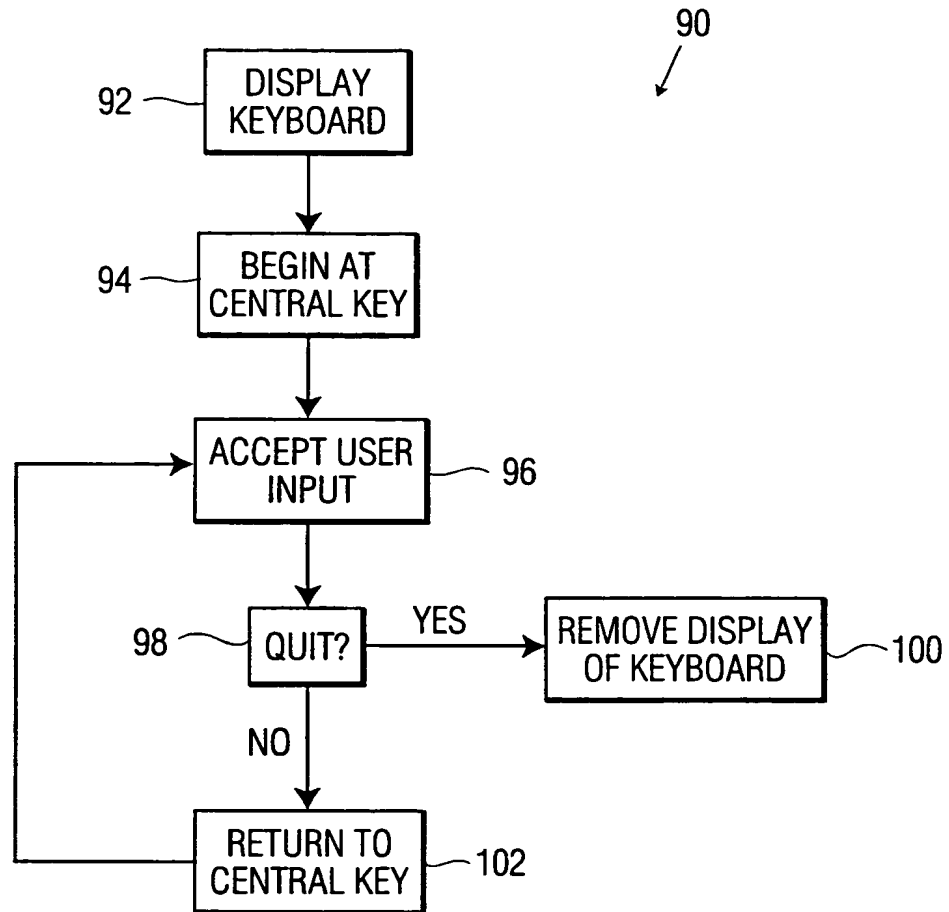 90
92
DISPLAY
KEYBOARD
94
BEGIN AT
CENTRAL KEY
ACCEPT USER
INPUT
96
98
QUIT?
YES
REMOVE DISPLAY
OF KEYBOARD
100
NO
RETURN TO
CENTRAL KEY
102